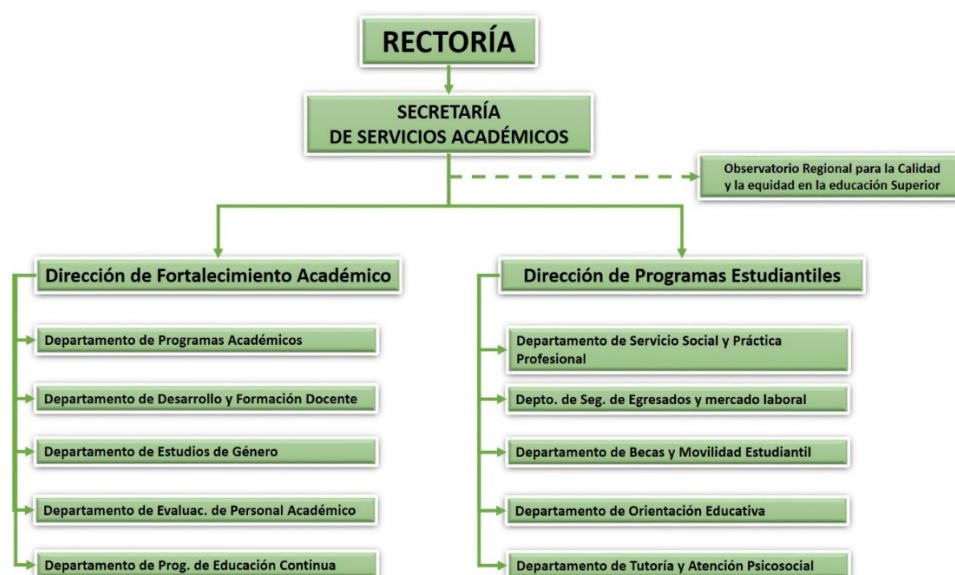 RECTORÍA
SECRETARÍA
DE SERVICIOS ACADÉMICOS
Observatorio Regional para la Calidad
y la equidad en la educación Superior
Dirección de Fortalecimiento Académico
Departamento de Programas Académicos
Departamento de Desarrollo y Formación Docente
Departamento de Estudios de Género
Departamento de Evaluac. de Personal Académico
Departamento de Prog. de Educación Continua
Dirección de Programas Estudiantiles
Departamento de Servicio Social y Práctica
Profesional
Depto. de Seg. de Egresados y mercado laboral
Departamento de Becas y Movilidad Estudiantil
Departamento de Orientación Educativa
Departamento de Tutoría y Atención Psicosocial